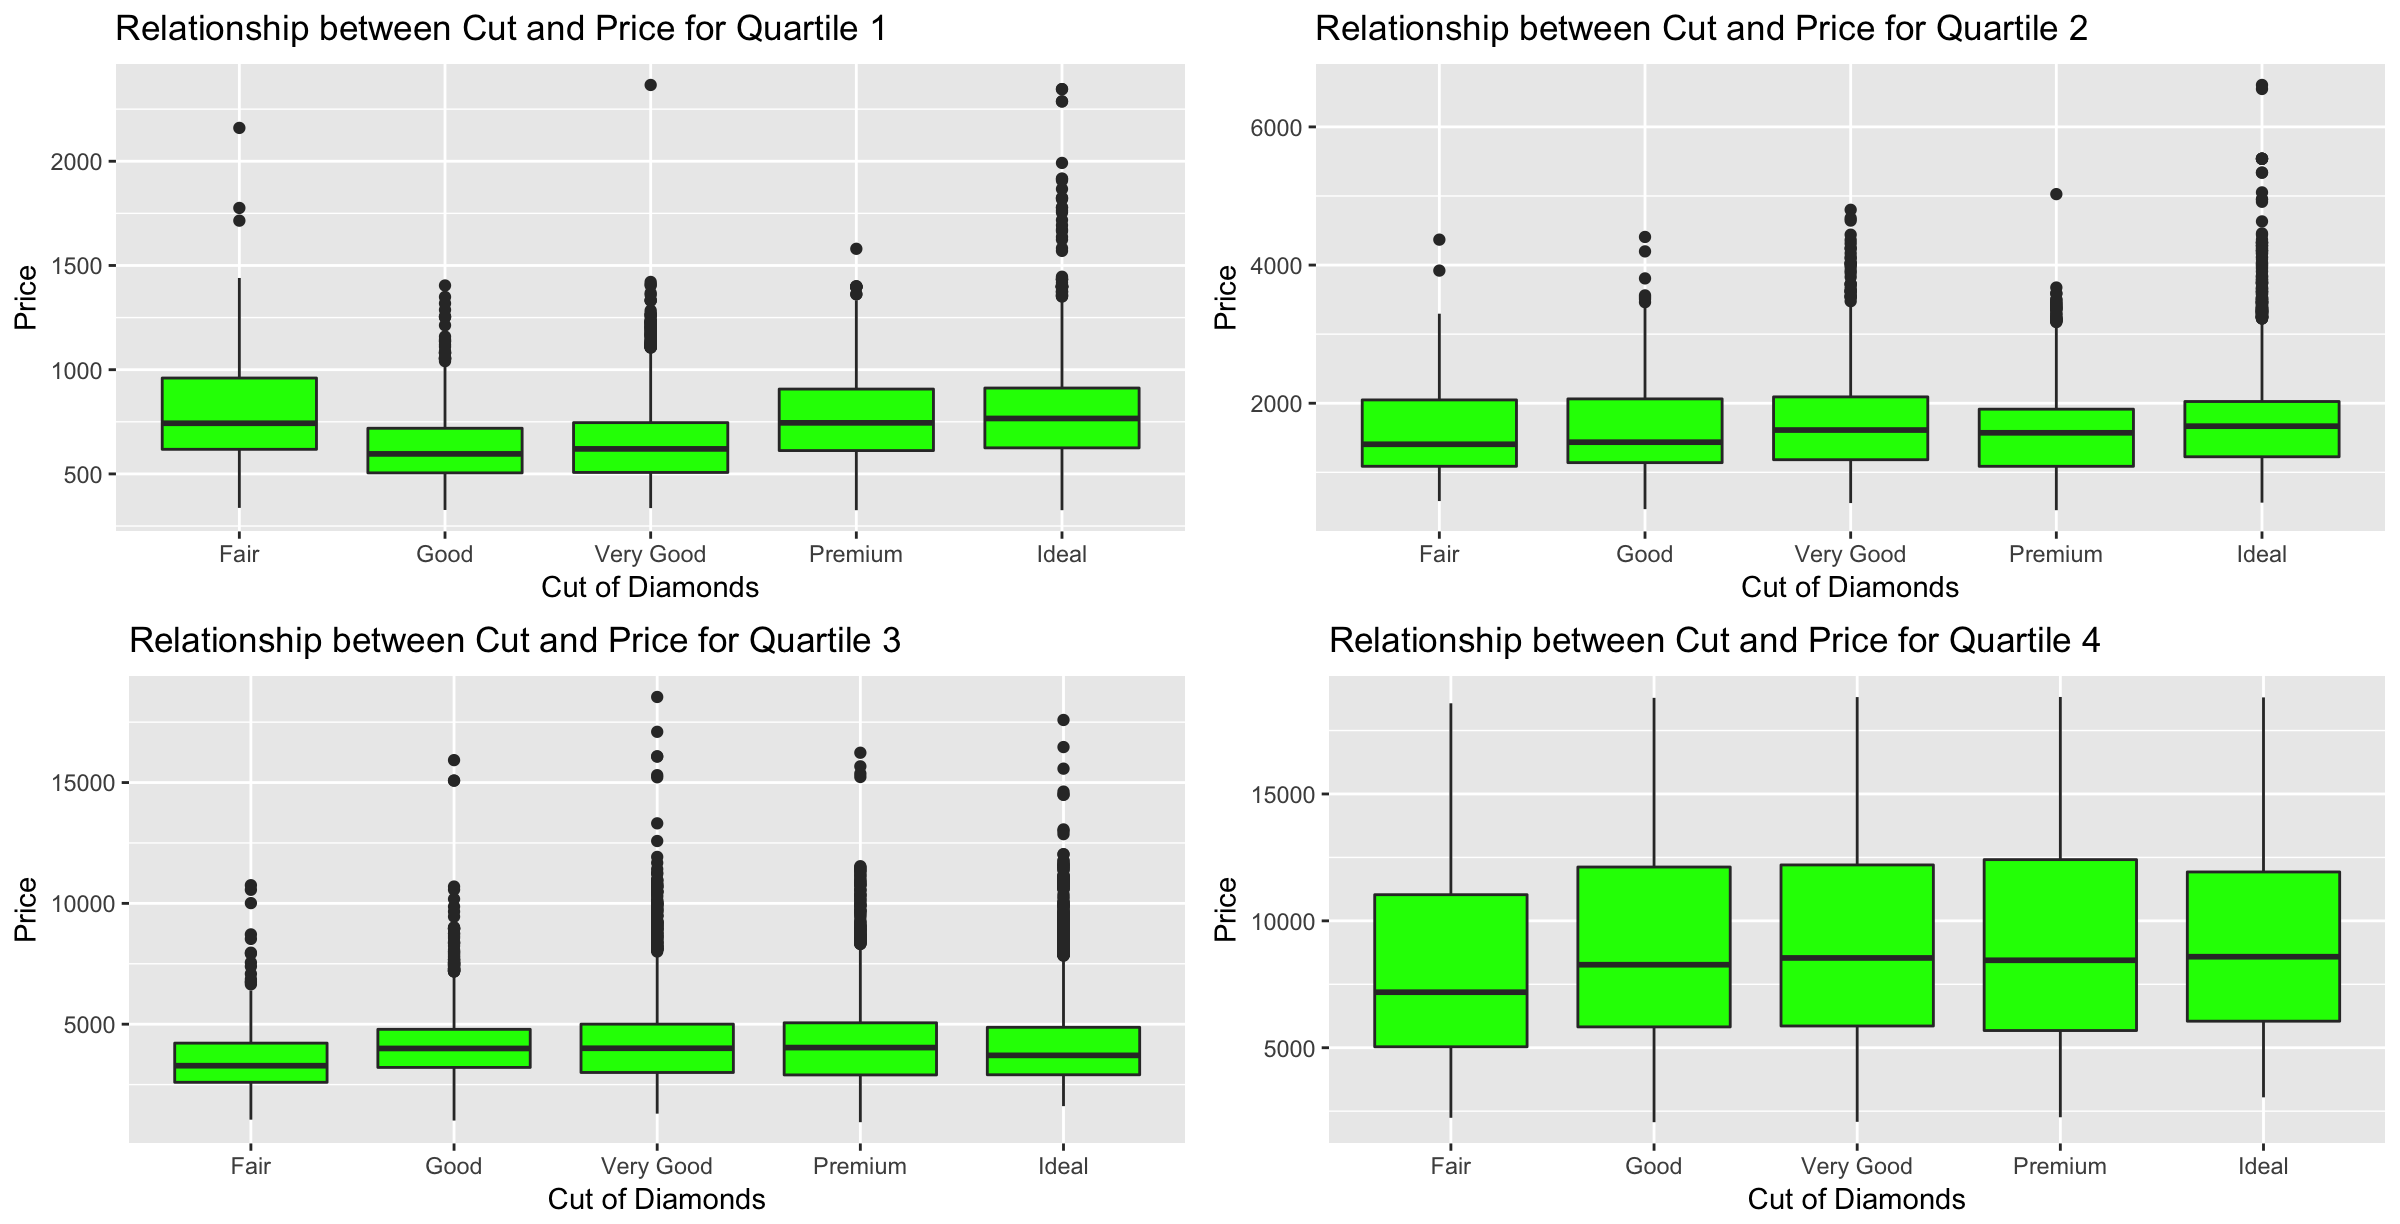 Relationship between Cut and Price for Quartile 1
Price
2000
1500
1000
500
Fair Good Very Good Premium Ideal
Cut of Diamonds
Relationship between Cut and Price for Quartile 2
Price
6000
4000
2000
Fair Good Very Good Premium Ideal
Cut of Diamonds
Relationship between Cut and Price for Quartile 3
Price
15000
10000
5000
Fair Good Very Good Premium Ideal
Cut of Diamonds
Relationship between Cut and Price for Quartile 4
Price
15000
10000
5000
Fair Good Very Good Premium Ideal
Cut of Diamonds